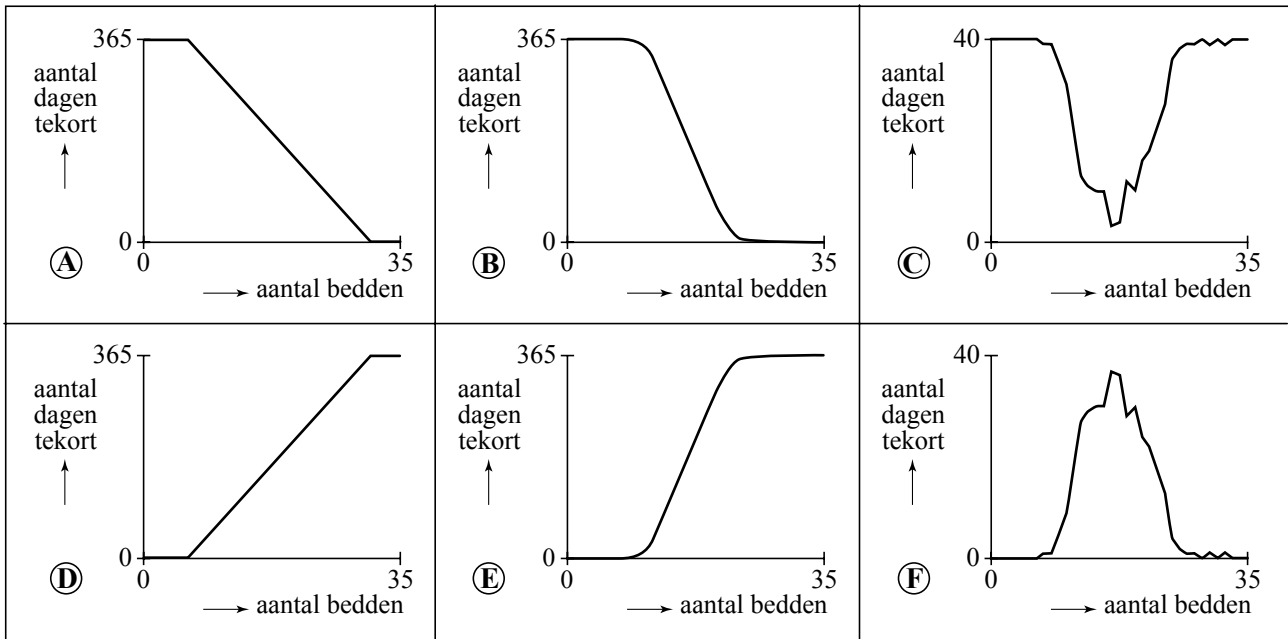 365
aantal
dagen
tekort
0
0
35
aantal bedden
A
365
aantal
dagen
tekort
0
0
35
aantal bedden
B
40
aantal
dagen
tekort
0
0
35
aantal bedden
C
365
aantal
dagen
tekort
0
0
35
aantal bedden
D
365
aantal
dagen
tekort
0
0
35
aantal bedden
E
40
aantal
dagen
tekort
0
0
35
aantal bedden
F